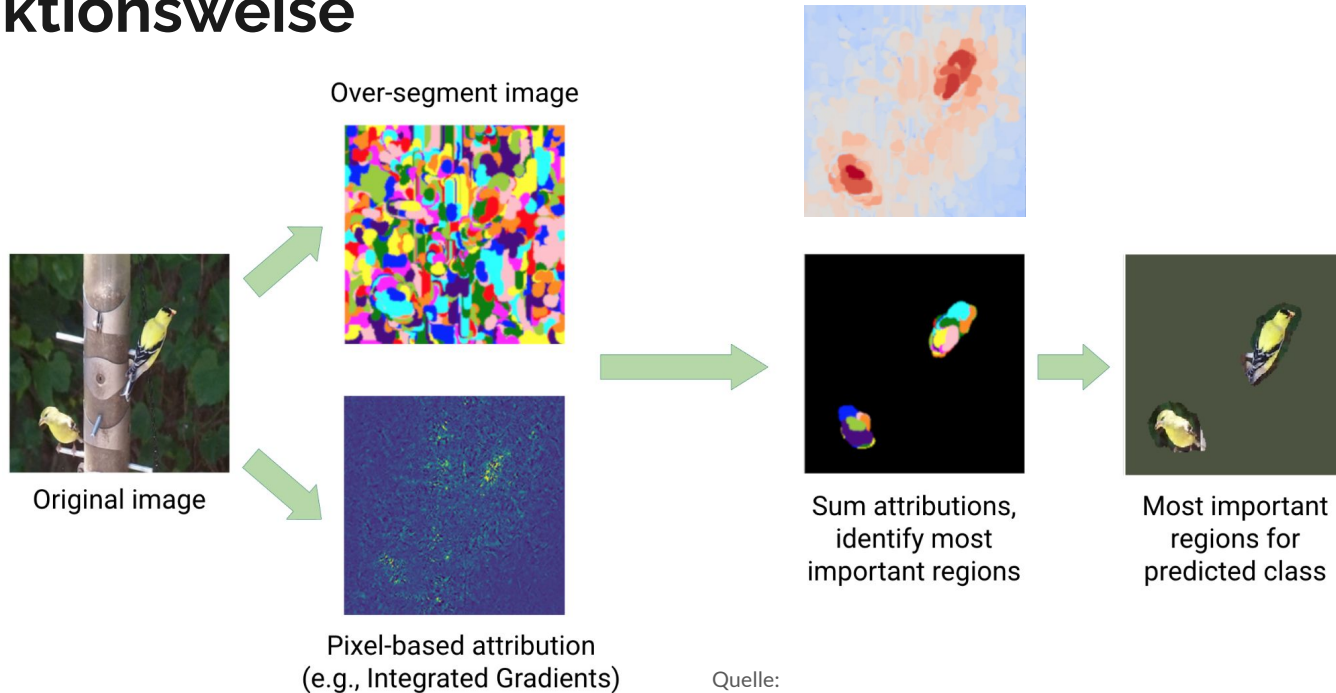 ktionsweise
Over-segment image
Original image
Pixel-based attribution
(e.g., Integrated Gradients)
Sum attributions,
identify most
important regions
Most important
regions for
predicted class
Quelle: